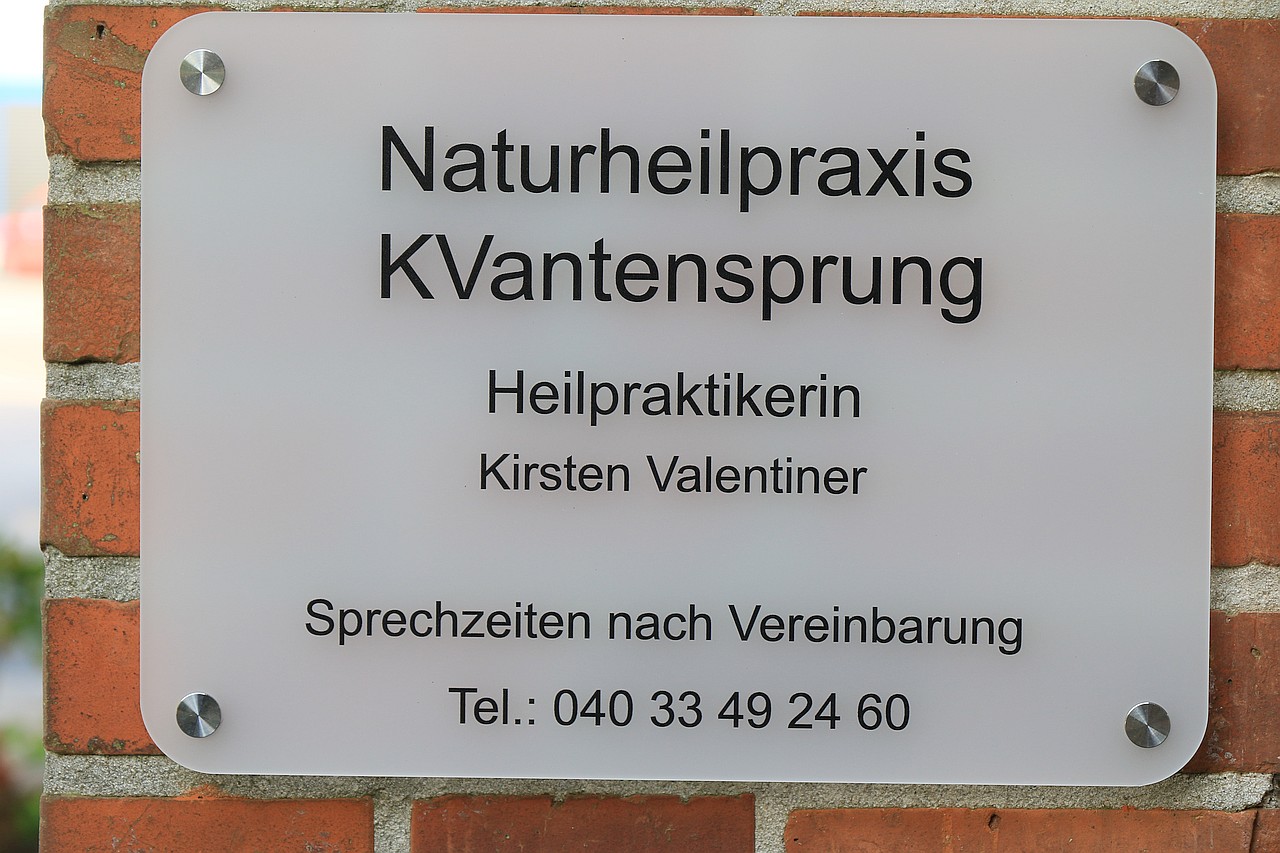 Naturheilpraxis
KVantensprung
Heilpraktikerin
Kirsten Valentiner
Sprechzeiten nach Vereinbarung
Tel.: 040 33 49 24 60